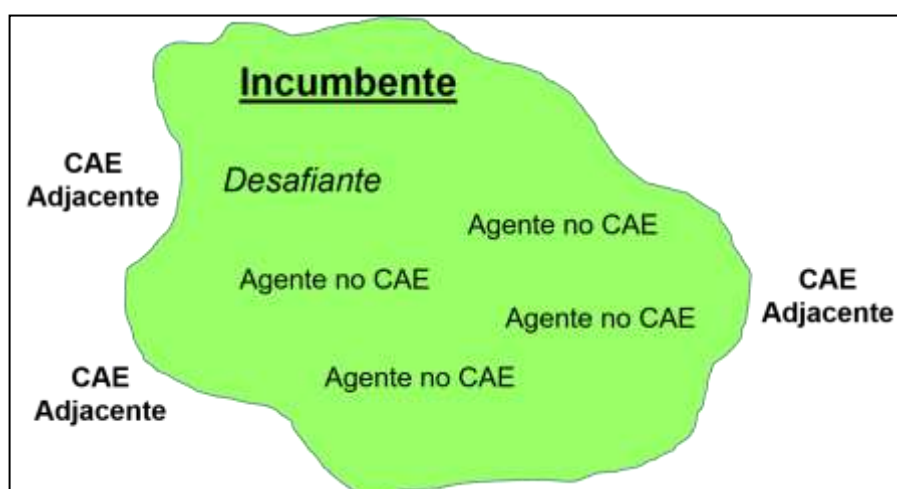 Incumbente
CAE
Adjacente
Desafiante
Agente no CAE
Agente no CAE
CAE
Adjacente
Agente no CAE
CAE
Adjacente
Agente no CAE